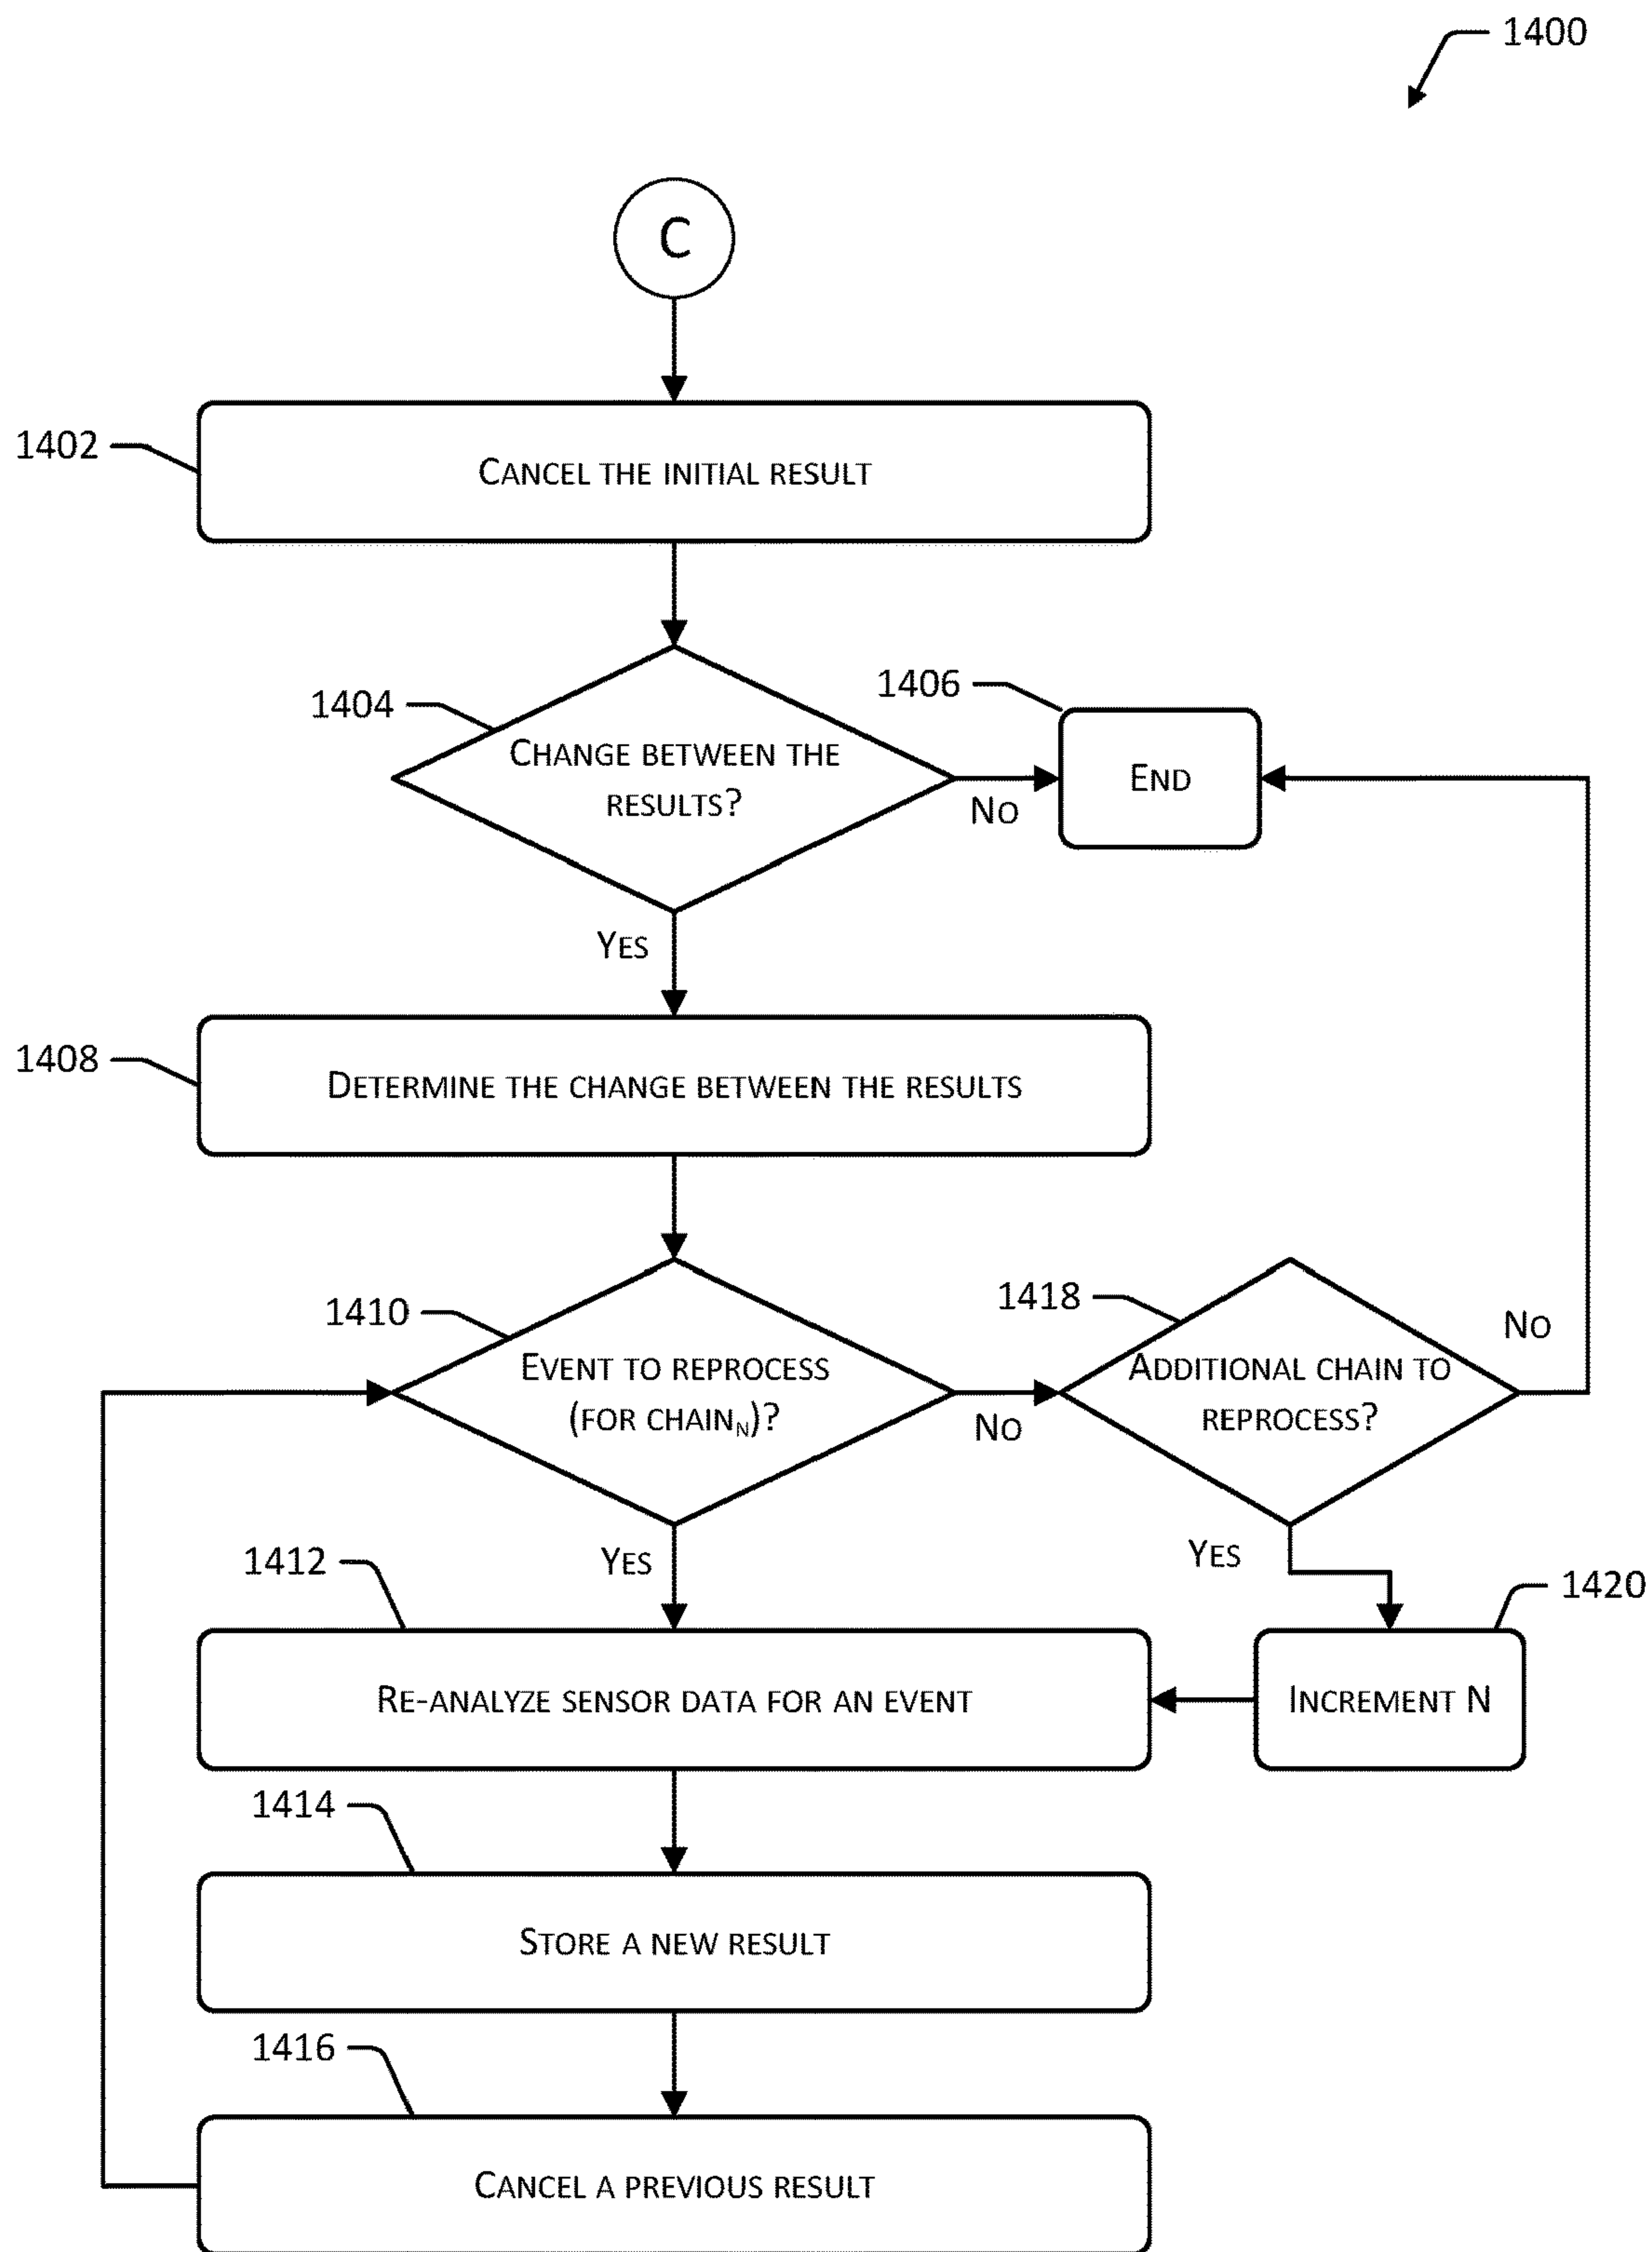 1400
C
1402
CANCEL THE INITIAL RESULT
1404
CHANGE BETWEEN THE
RESULTS?
NO
1406
END
YES
1408
DETERMINE THE CHANGE BETWEEN THE RESULTS
1410
EVENT TO REPROCESS
(FOR CHAIN_N)?
NO
1418
ADDITIONAL CHAIN TO
REPROCESS?
NO
YES
YES
1412
RE-ANALYZE SENSOR DATA FOR AN EVENT
1420
INCREMENT N
1414
STORE A NEW RESULT
1416
CANCEL A PREVIOUS RESULT